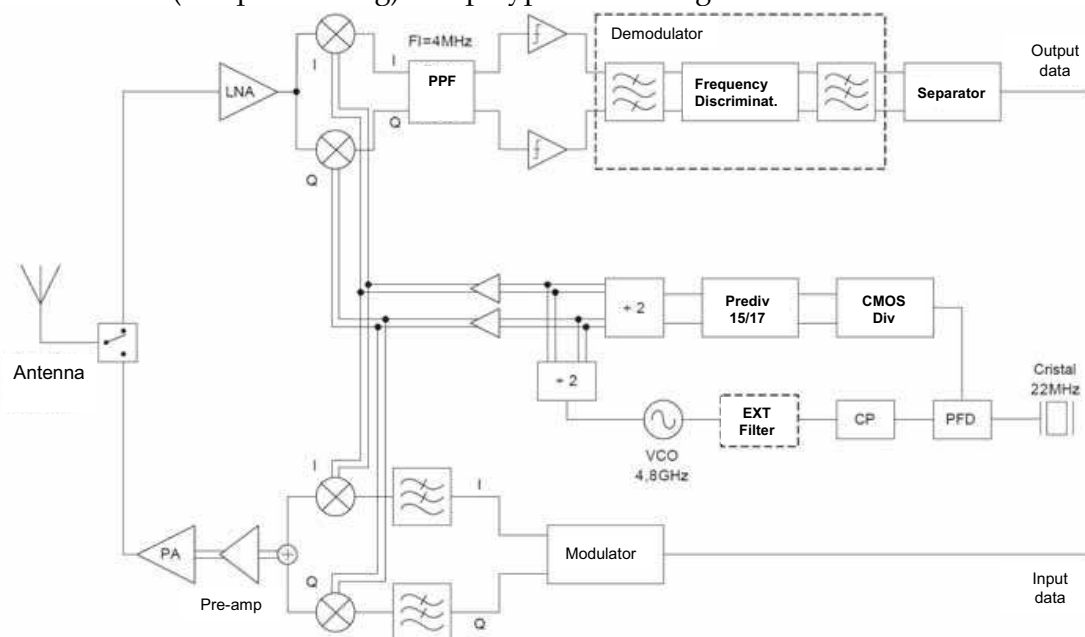 I
FI=4MHz
I
LNA
PPF
Q
Q
Demodulator
Frequency
Discriminat.
Separator
Output
data
÷ 2
Prediv
15/17
CMOS
Div
Antenna
÷ 2
VCO
4,8GHz
EXT
Filter
CP
PFD
Cristal
22MHz
I
I
PA
Pre-amp
Q
Q
Modulator
Input
data